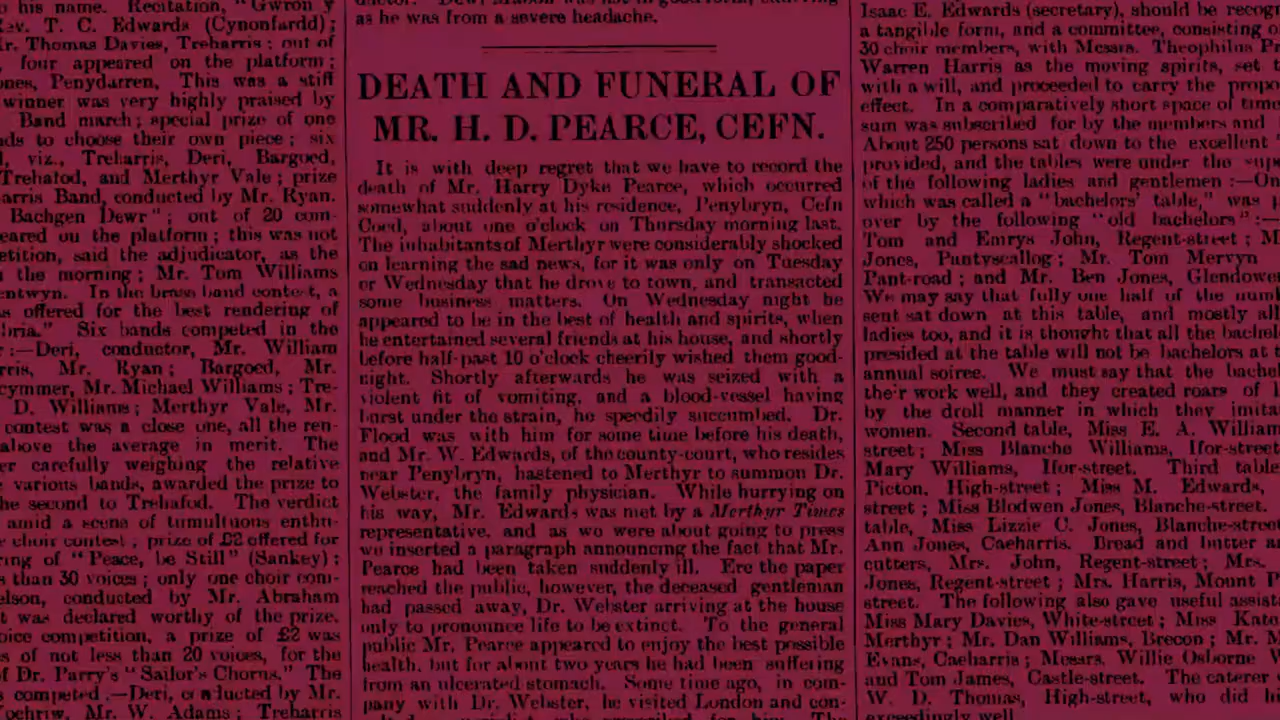 his name. Recitation, "Gwron y
Rev. T. C. Edwards (Cynonfardd);
Mr. Thomas Davies, Treharris; out of
four appeared on the platform;
ones, Penydarren, This was a stiff
winner was very highly praised by
Band march; special prize of one
to choose their own piece; six
viz., Treharris, Deri, Bargoed,
Trehafod, and Merthyr Vale; prize
arris Band, conducted by Mr. Ryan.
Bachgen Dewr"; out of 20 com-
eared on the platform; this was not
etition, said the adjudicator, as the
the morning; Mr. Tom Williams
entwyn. In the brass band contest, a
offered for the best rendering of
bria." Six bands competed in the
:—Deri, conductor, Mr. William
rris, Mr. Ryan; Bargoed, Mr.
cymmer, Mr. Michael Williams; Tre-
D. Williams; Merthyr Vale, Mr.
contest was a close one, all the ren-
above the average in merit. The
er carefully weighing the relative
various bands, awarded the prize to
he second to Trehafod. The verdict
amid a scene of tumultuous enthu-
choir contest, prize of £2 offered for
ring of "Peace, be Still" (Sankey);
than 30 voices; only one choir com-
elson, conducted by Mr. Abraham
t was declared worthy of the prize.
oice competition, a prize of £2 was
s of not less than 20 voices, for the
f Dr. Parry's "Sailor's Chorus." The
competed.—Deri, conducted by Mr.
Mr. W. Adams; Treharris
as he was from a severe headache.
DEATH AND FUNERAL OF
MR. H. D. PEARCE, CEFN.
It is with deep regret that we have to record the
death of Mr. Harry Dyke Pearce, which occurred
somewhat suddenly at his residence, Penybryn, Cefn
Coed, about one o'clock on Thursday morning last.
The inhabitants of Merthyr were considerably shocked
on learning the sad news, for it was only on Tuesday
or Wednesday that he drove to town, and transacted
some business matters. On Wednesday night he
appeared to be in the best of health and spirits, when
he entertained several friends at his house, and shortly
before half-past 10 o'clock cheerily wished them good-
night. Shortly afterwards he was seized with a
violent fit of vomiting, and a blood-vessel having
burst under the strain, he speedily succumbed. Dr.
Flood was with him for some time before his death,
and Mr. W. Edwards, of the county-court, who resides
near Penybryn, hastened to Merthyr to summon Dr.
Webster, the family physician. While hurrying on
his way, Mr. Edwards was met by a Merthyr Times
representative, and as we were about going to press
we inserted a paragraph announcing the fact that Mr.
Pearce had been taken suddenly ill. Ere the paper
reached the public, however, the deceased gentleman
had passed away, Dr. Webster arriving at the house
only to pronounce life to be extinct. To the general
public Mr. Pearce appeared to enjoy the best possible
health, but for about two years he had been suffering
from an ulcerated stomach. Some time ago, in com-
pany with Dr. Webster, he visited London and con-
Isaac E. Edwards (secretary), should be recogn
a tangible form, and a committee, consisting o
30 choir members, with Messrs. Theophilus P
Warren Harris as the moving spirits, set t
with a will, and proceeded to carry the propo
effect. In a comparatively short space of time
sum was subscribed for by the members and
About 250 persons sat down to the excellent
provided, and the tables were under the supe
of the following ladies and gentlemen :—On
which was called a "bachelors' table," was p
over by the following "old bachelors" :—
Tom and Emrys John, Regent-street; M
Jones, Pantyscallog; Mr. Tom Mervyn
Pant-road; and Mr. Ben Jones, Glendower
We may say that fully one half of the numb
sent sat down at this table, and mostly all
ladies too, and it is thought that all the bachel
presided at the table will not be bachelors at t
annual soiree. We must say that the bachel
their work well, and they created roars of l
by the droll manner in which they imitat
women. Second table, Miss E. A. William
street; Miss Blanche Williams, Ifor-street
Mary Williams, Ifor-street. Third table
Picton, High-street; Miss M. Edwards,
street; Miss Blodwen Jones, Blanche-street.
table, Miss Lizzie C. Jones, Blanche-street
Ann Jones, Caeharris. Bread and butter a
cutters, Mrs. John, Regent-street; Mrs.
Jones, Regent-street; Mrs. Harris, Mount P
street. The following also gave useful assist
Miss Mary Davies, White-street; Miss Kate
Merthyr; Mr. Dan Williams, Brecon; Mr. M
Evans, Caeharris; Messrs. Willie Osborne W
and Tom James, Castle-street. The caterer
W. D. Thomas, High-street, who did h
exceedingly well.